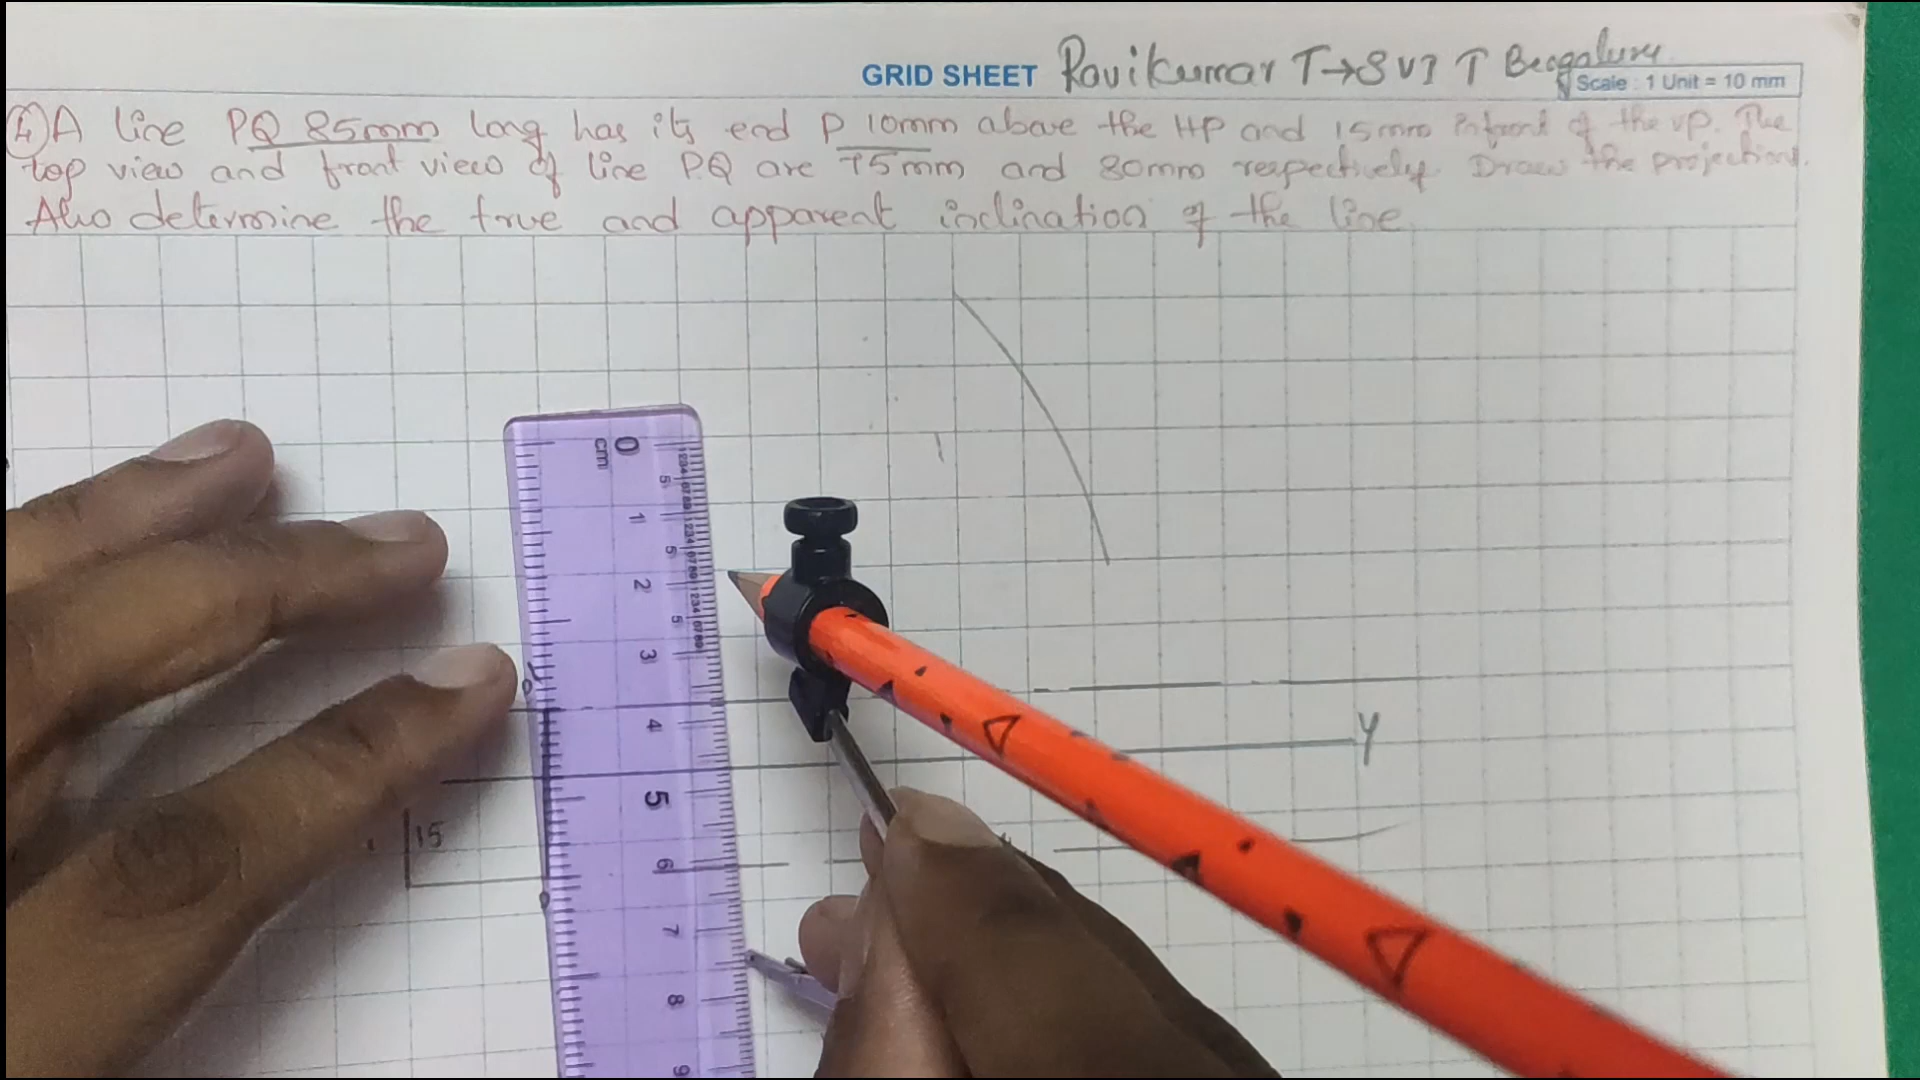 GRID SHEET Ravikumar T→SVIT Bengaluru
Scale : 1 Unit = 10 mm
④ A line PQ 85mm long has its end P 10mm above the HP and 15mm infront of the VP. The
top view and front view of line PQ are 75mm and 80mm respectively. Draw the projections.
Also determine the true and apparent inclination of the line.
0
cm
1
2
3
4
Y
5
15
6
7
8
9